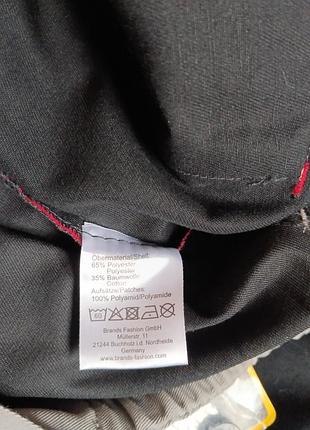 Obermaterial/Shell:
65% Polyester
Polyester
35% Baumwolle
Cotton
Aufsätze/Patches:
100% Polyamid/Polyamide
60
Brands Fashion GmbH
Müllerstr. 11
21244 Buchholz i.d. Nordheide
Germany
www.brands-fashion.com